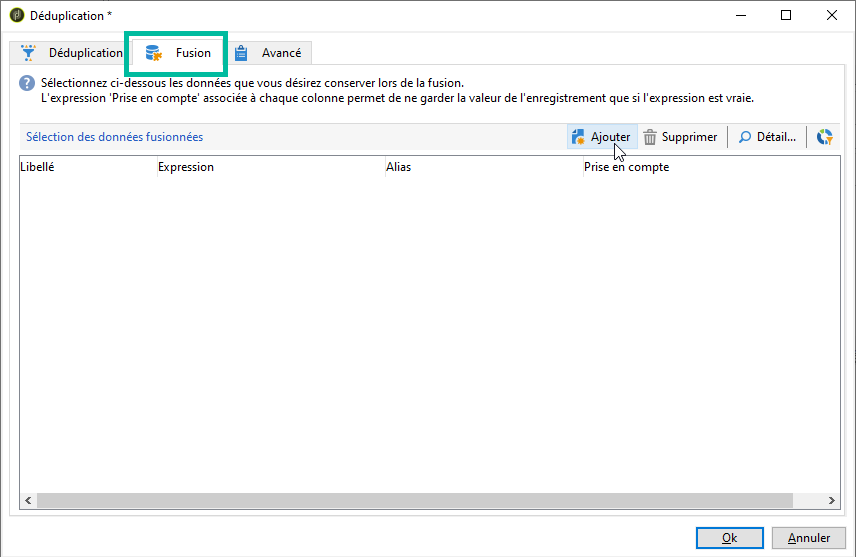 Déduplication *
Déduplication Fusion Avancé
Sélectionnez ci-dessous les données que vous désirez conserver lors de la fusion.
L'expression 'Prise en compte' associée à chaque colonne permet de ne garder la valeur de l'enregistrement que si l'expression est vraie.
Sélection des données fusionnées Ajouter Supprimer Détail...
Libellé Expression Alias Prise en compte
Ok Annuler